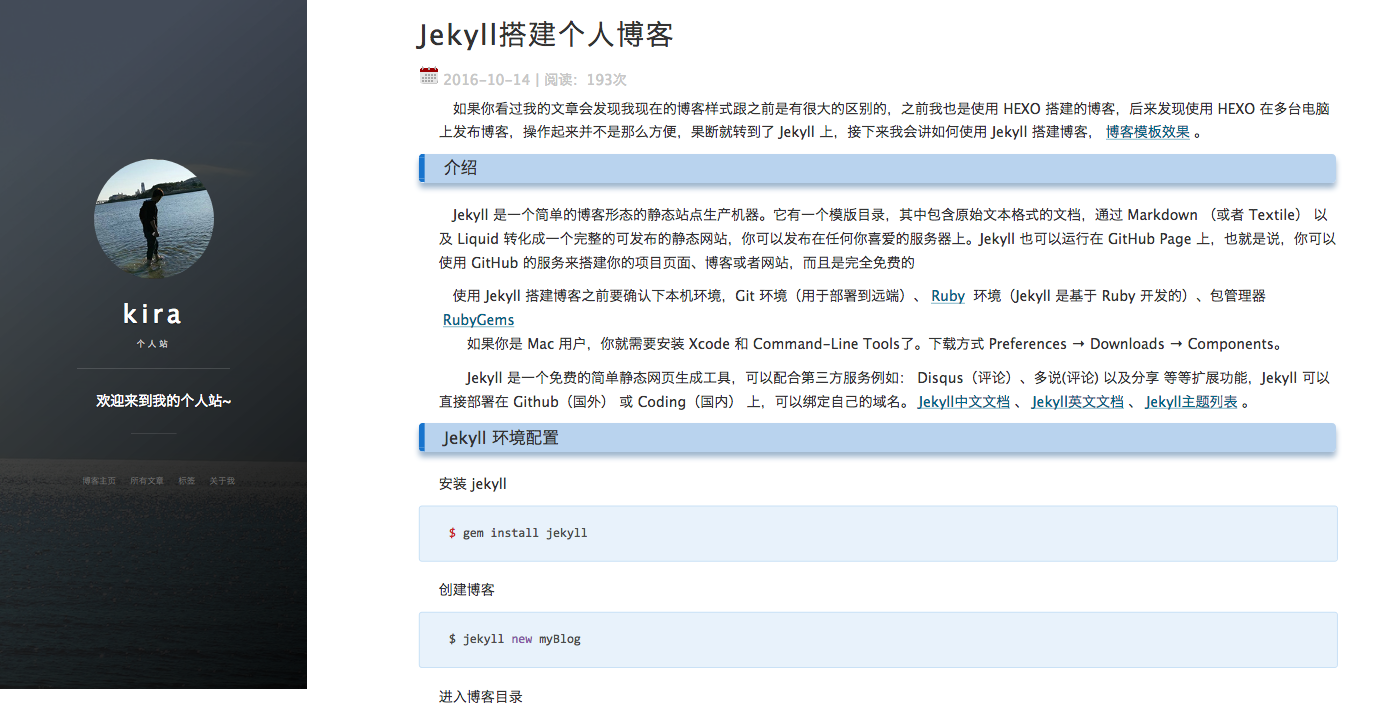 kira
个人站
欢迎来到我的个人站~
博客主页 所有文章 标签 关于我
Jekyll搭建个人博客
2016-10-14 | 阅读：193次
如果你看过我的文章会发现我现在的博客样式跟之前是有很大的区别的，之前我也是使用 HEXO 搭建的博客，后来发现使用 HEXO 在多台电脑
上发布博客，操作起来并不是那么方便，果断就转到了 Jekyll 上，接下来我会讲如何使用 Jekyll 搭建博客， 博客模板效果 。
介绍
Jekyll 是一个简单的博客形态的静态站点生产机器。它有一个模版目录，其中包含原始文本格式的文档，通过 Markdown （或者 Textile） 以
及 Liquid 转化成一个完整的可发布的静态网站，你可以发布在任何你喜爱的服务器上。Jekyll 也可以运行在 GitHub Page 上，也就是说，你可以
使用 GitHub 的服务来搭建你的项目页面、博客或者网站，而且是完全免费的
使用 Jekyll 搭建博客之前要确认下本机环境，Git 环境（用于部署到远端）、 Ruby 环境（Jekyll 是基于 Ruby 开发的）、包管理器
RubyGems
如果你是 Mac 用户，你就需要安装 Xcode 和 Command-Line Tools了。下载方式 Preferences → Downloads → Components。
Jekyll 是一个免费的简单静态网页生成工具，可以配合第三方服务例如： Disqus（评论）、多说(评论) 以及分享 等等扩展功能，Jekyll 可以
直接部署在 Github（国外） 或 Coding（国内） 上，可以绑定自己的域名。 Jekyll中文文档 、 Jekyll英文文档 、 Jekyll主题列表 。
Jekyll 环境配置
安装 jekyll
$ gem install jekyll
创建博客
$ jekyll new myBlog
进入博客目录